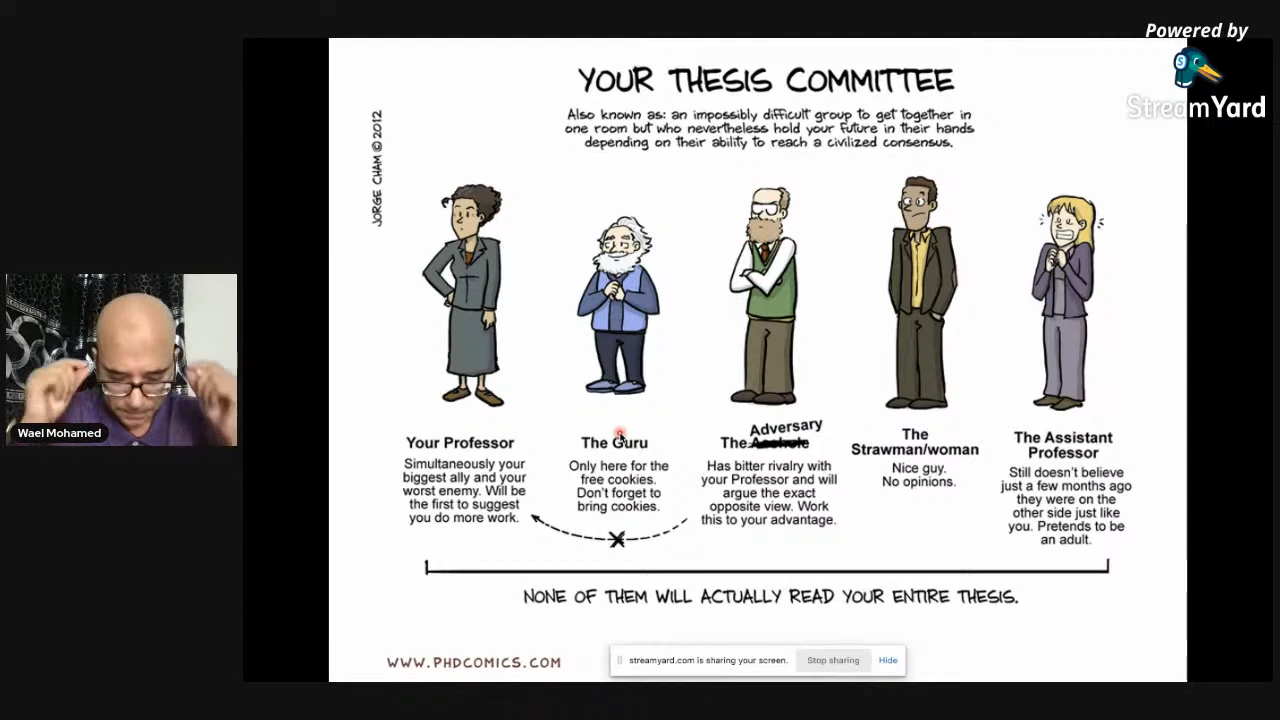 Powered by
StreamYard
YOUR THESIS COMMITTEE
Also known as: an impossibly difficult group to get together in
one room but who nevertheless hold your future in their hands
depending on their ability to reach a civilized consensus.
JORGE CHAM © 2012
Your Professor
Simultaneously your
biggest ally and your
worst enemy. Will be
the first to suggest
you do more work.
The Guru
Only here for the
free cookies.
Don't forget to
bring cookies.
Adversary
The Asshole
Has bitter rivalry with
your Professor and will
argue the exact
opposite view. Work
this to your advantage.
The
Strawman/woman
Nice guy.
No opinions.
The Assistant
Professor
Still doesn't believe
just a few months ago
they were on the
other side just like
you. Pretends to be
an adult.
X
NONE OF THEM WILL ACTUALLY READ YOUR ENTIRE THESIS.
WWW.PHDCOMICS.COM
streamyard.com is sharing your screen.
Stop sharing
Hide
Wael Mohamed